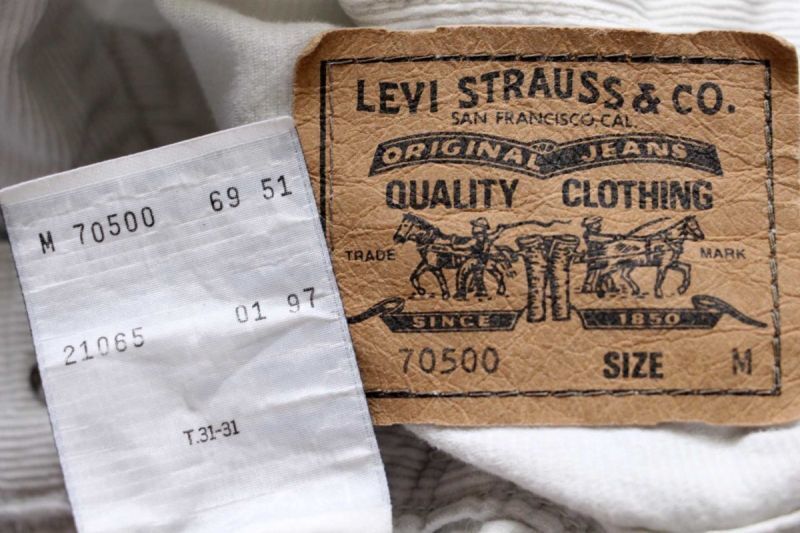 M 70500 69 51
21065 01 97
T.31-31
LEVI STRAUSS & CO.
SAN FRANCISCO-CAL
ORIGINAL JEANS
QUALITY CLOTHING
TRADE MARK
SINCE 1850
70500 SIZE M